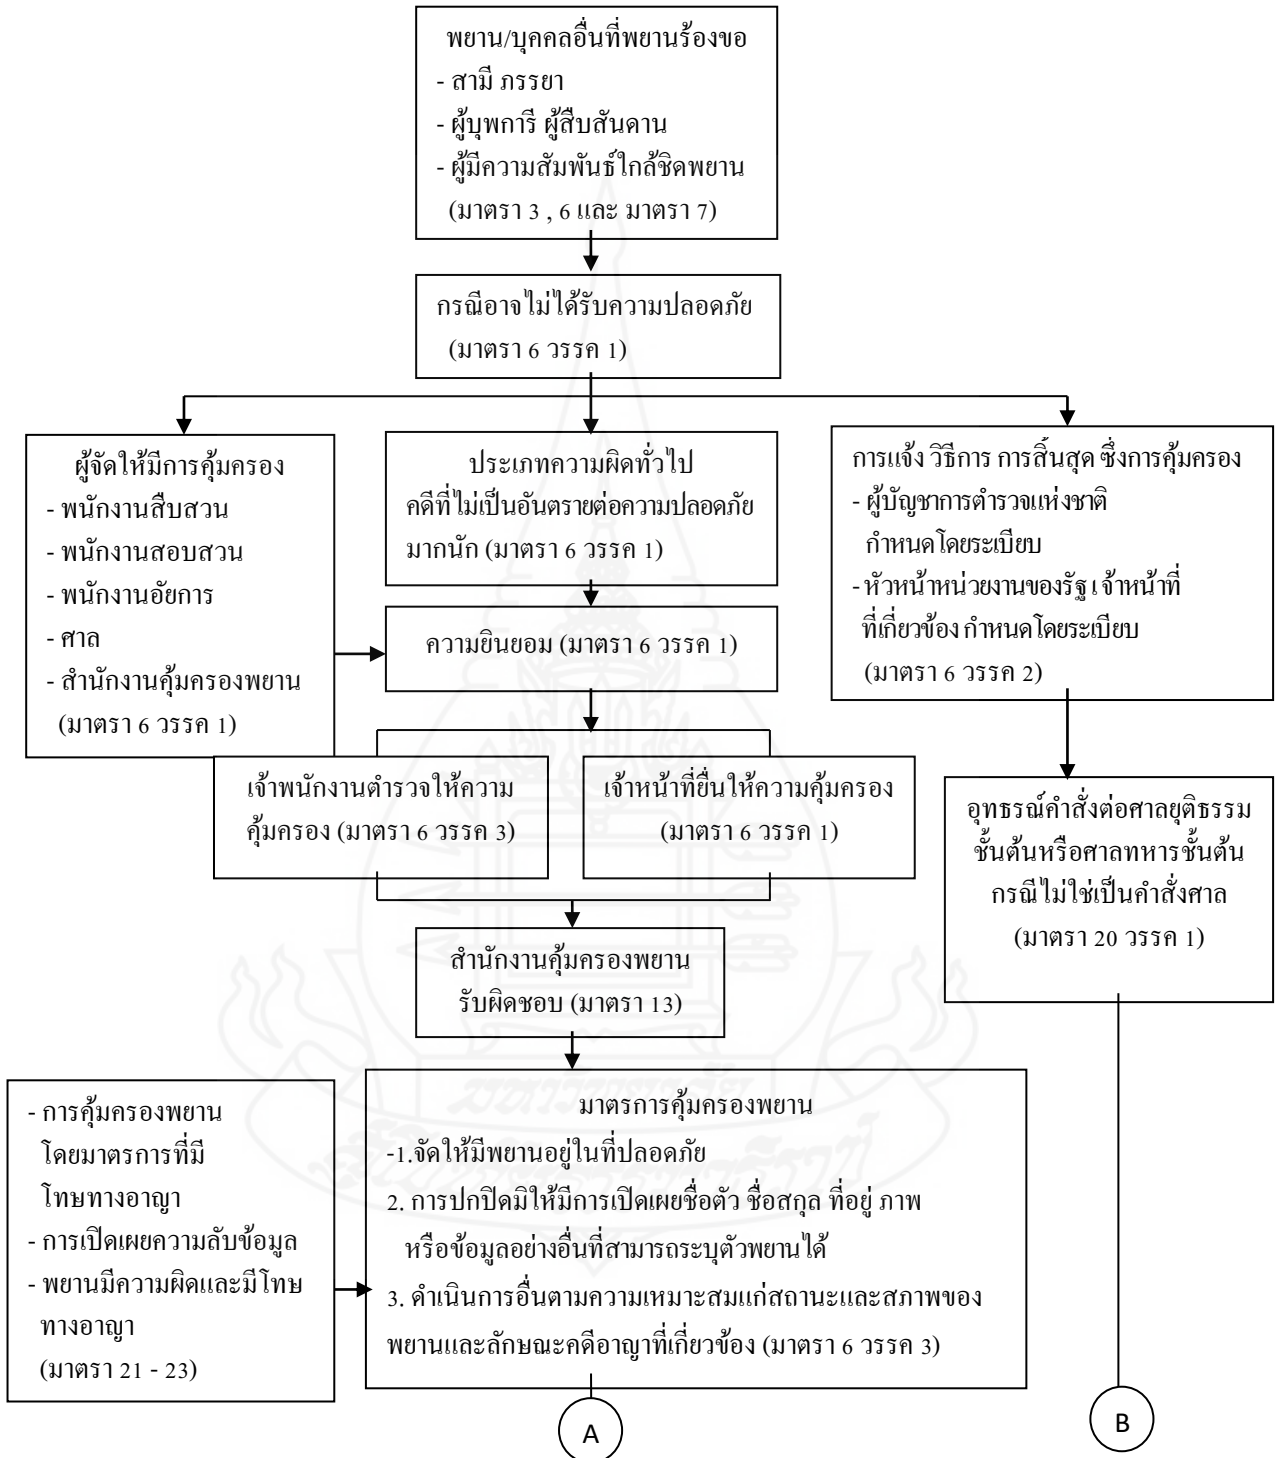 พยาน/บุคคลอื่นที่พยานร้องขอ
- สามี ภรรยา
- ผู้บุพการี ผู้สืบสันดาน
- ผู้มีความสัมพันธ์ใกล้ชิดพยาน
(มาตรา 3 , 6 และ มาตรา 7)
กรณีอาจไม่ได้รับความปลอดภัย
(มาตรา 6 วรรค 1)
ผู้จัดให้มีการคุ้มครอง
- พนักงานสืบสวน
- พนักงานสอบสวน
- พนักงานอัยการ
- ศาล
- สำนักงานคุ้มครองพยาน
(มาตรา 6 วรรค 1)
ประเภทความผิดทั่วไป
คดีที่ไม่เป็นอันตรายต่อความปลอดภัย
มากนัก (มาตรา 6 วรรค 1)
การแจ้ง วิธีการ การสิ้นสุด ซึ่งการคุ้มครอง
- ผู้บัญชาการตำรวจแห่งชาติ
กำหนดโดยระเบียบ
- หัวหน้าหน่วยงานของรัฐ เจ้าหน้าที่
ที่เกี่ยวข้อง กำหนดโดยระเบียบ
(มาตรา 6 วรรค 2)
ความยินยอม (มาตรา 6 วรรค 1)
เจ้าพนักงานตำรวจให้ความ
คุ้มครอง (มาตรา 6 วรรค 3)
เจ้าหน้าที่ยื่นให้ความคุ้มครอง
(มาตรา 6 วรรค 1)
อุทธรณ์คำสั่งต่อศาลยุติธรรม
ชั้นต้นหรือศาลทหารชั้นต้น
กรณีไม่ใช่เป็นคำสั่งศาล
(มาตรา 20 วรรค 1)
สำนักงานคุ้มครองพยาน
รับผิดชอบ (มาตรา 13)
- การคุ้มครองพยาน
โดยมาตรการที่มี
โทษทางอาญา
- การเปิดเผยความลับข้อมูล
- พยานมีความผิดและมีโทษ
ทางอาญา
(มาตรา 21 - 23)
มาตรการคุ้มครองพยาน
-1.จัดให้มีพยานอยู่ในที่ปลอดภัย
2. การปกปิดมิให้มีการเปิดเผยชื่อตัว ชื่อสกุล ที่อยู่ ภาพ
หรือข้อมูลอย่างอื่นที่สามารถระบุตัวพยานได้
3. ดำเนินการอื่นตามความเหมาะสมแก่สถานะและสภาพของ
พยานและลักษณะคดีอาญาที่เกี่ยวข้อง (มาตรา 6 วรรค 3)
A
B
มหาวิทยาลัย
สุโขทัยธรรมาธิราช